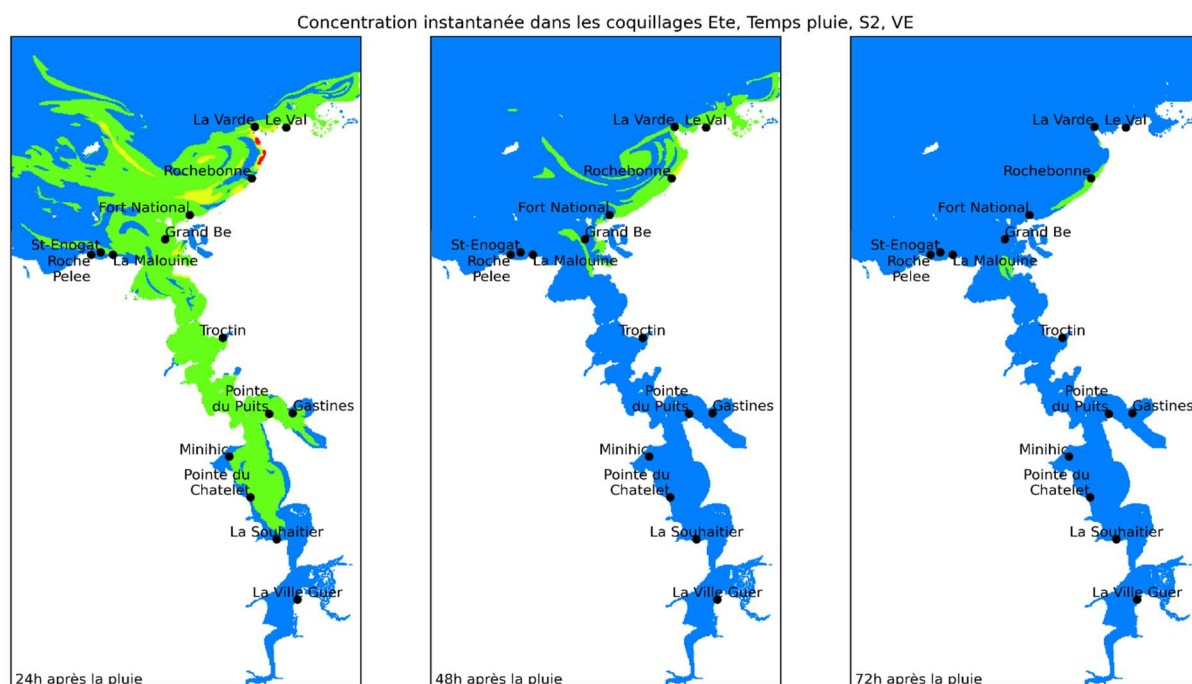 Concentration instantanée dans les coquillages Ete, Temps pluie, S2, VE
La Varde
Le Val
Rochebonne
Fort National
Grand Be
St-Enogat
Roche
Pelee
La Malouine
Troctin
Pointe
du Puits
Gastines
Minihic
Pointe du
Chatelet
La Souhaitier
La Ville Guer
24h après la pluie
La Varde
Le Val
Rochebonne
Fort National
Grand Be
St-Enogat
Roche
Pelee
La Malouine
Troctin
Pointe
du Puits
Gastines
Minihic
Pointe du
Chatelet
La Souhaitier
La Ville Guer
48h après la pluie
La Varde
Le Val
Rochebonne
Fort National
Grand Be
St-Enogat
Roche
Pelee
La Malouine
Troctin
Pointe
du Puits
Gastines
Minihic
Pointe du
Chatelet
La Souhaitier
La Ville Guer
72h après la pluie